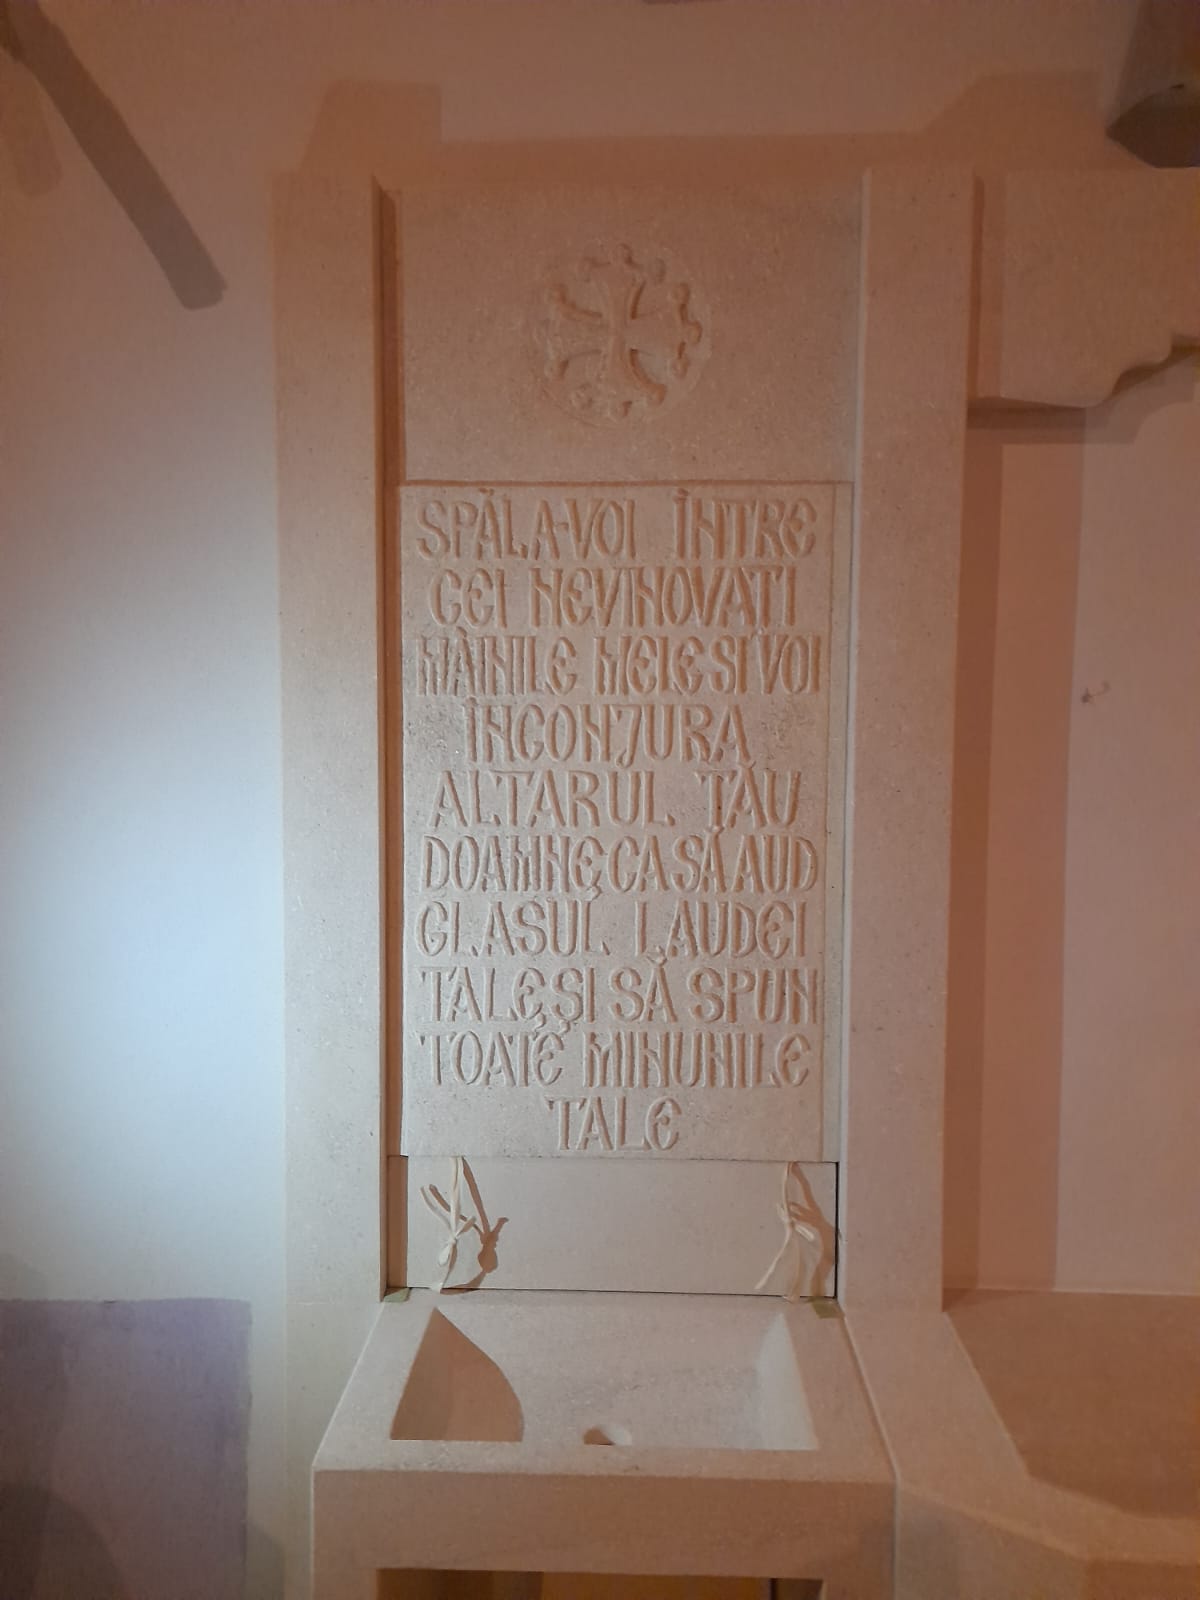 SPĂLA-VOI ÎNTRE
CEI NEVINOVAȚI
MÂINILE MELE ȘI VOI
ÎNCONJURA
ALTARUL TĂU
DOAMNE CA SĂ AUD
GLASUL LAUDEI
TALE ȘI SĂ SPUN
TOATE MINUNILE
TALE